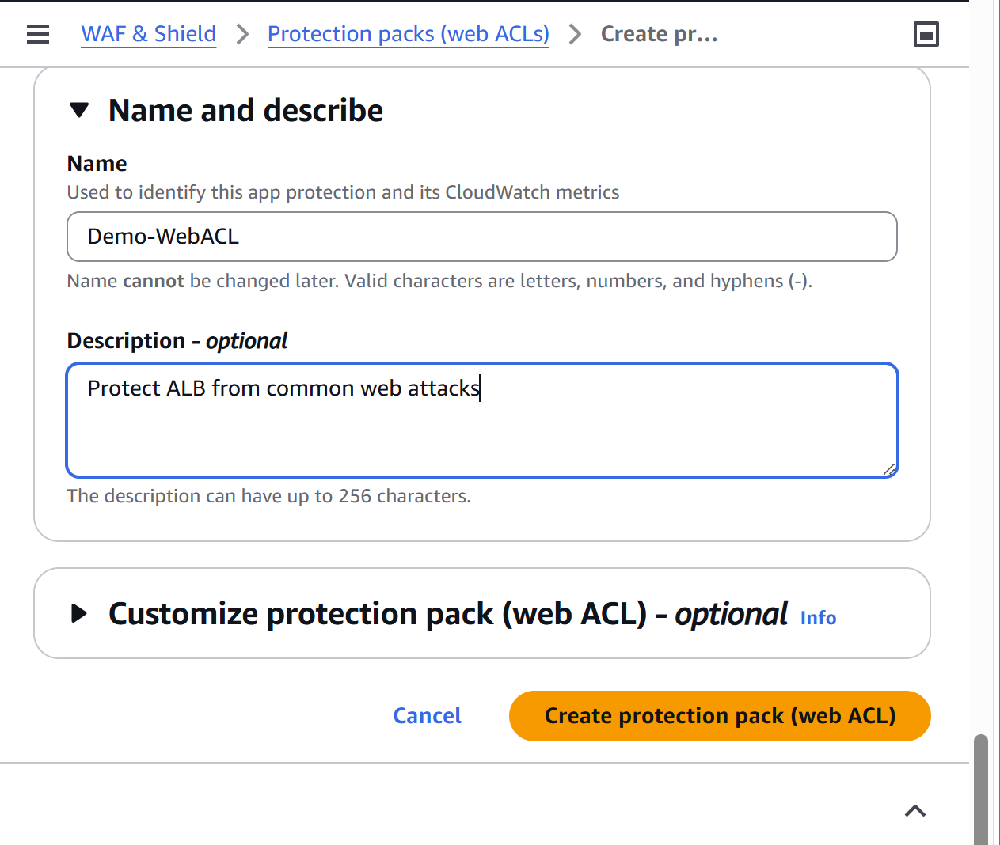 WAF & Shield > Protection packs (web ACLs) > Create pr...
Name and describe
Name
Used to identify this app protection and its CloudWatch metrics
Demo-WebACL
Name cannot be changed later. Valid characters are letters, numbers, and hyphens (-).
Description - optional
Protect ALB from common web attacks
The description can have up to 256 characters.
Customize protection pack (web ACL) - optional Info
Cancel Create protection pack (web ACL)